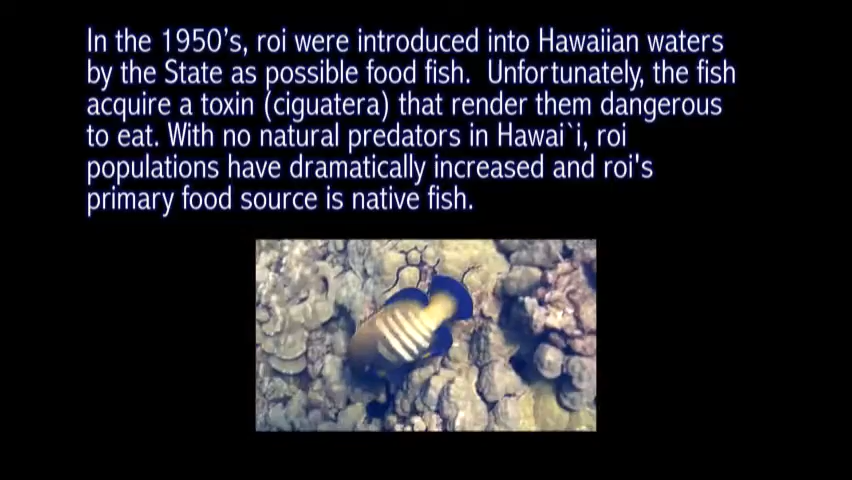 In the 1950's, roi were introduced into Hawaiian waters
by the State as possible food fish.  Unfortunately, the fish
acquire a toxin (ciguatera) that render them dangerous
to eat. With no natural predators in Hawai`i, roi
populations have dramatically increased and roi's
primary food source is native fish.